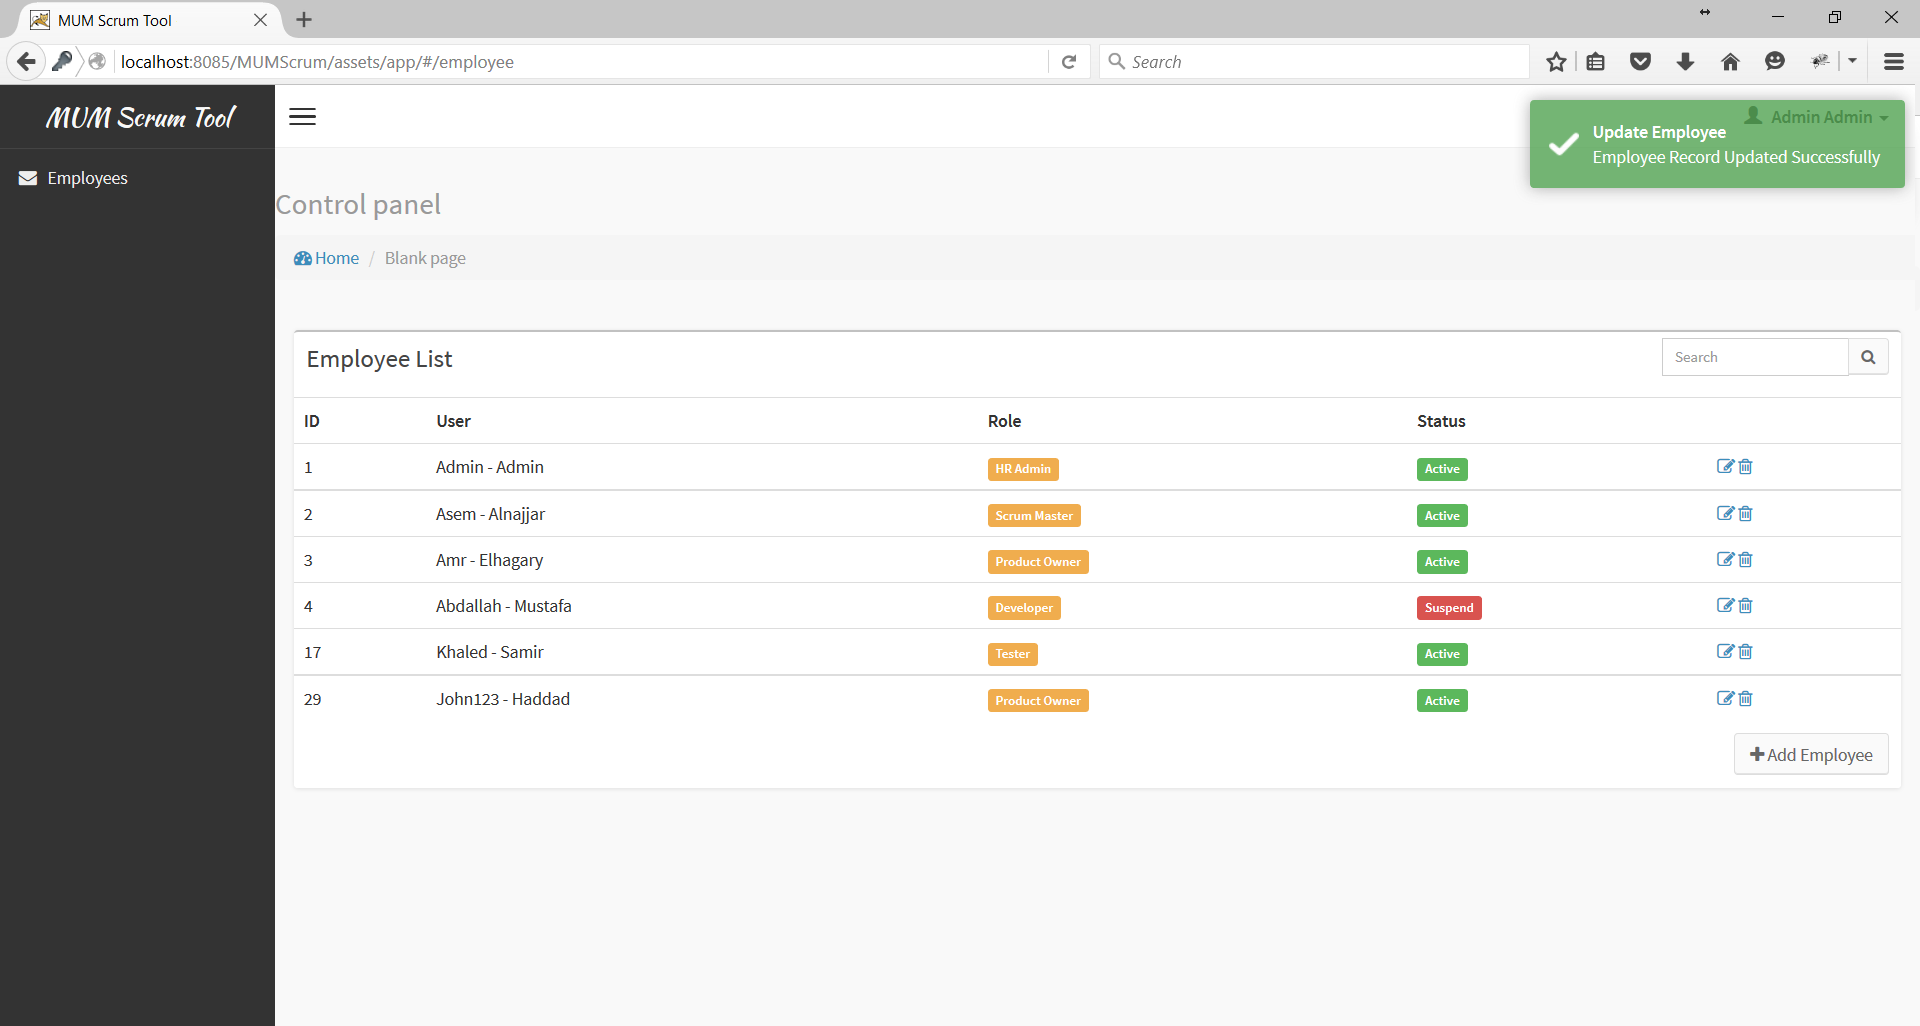 MUM Scrum Tool
localhost:8085/MUMScrum/assets/app/#/employee
Search
MUM Scrum Tool
Admin Admin
Update Employee
Employee Record Updated Successfully
Employees
Control panel
Home / Blank page
Employee List
Search
ID User Role Status
1 Admin - Admin HR Admin Active
2 Asem - Alnajjar Scrum Master Active
3 Amr - Elhagary Product Owner Active
4 Abdallah - Mustafa Developer Suspend
17 Khaled - Samir Tester Active
29 John123 - Haddad Product Owner Active
Add Employee